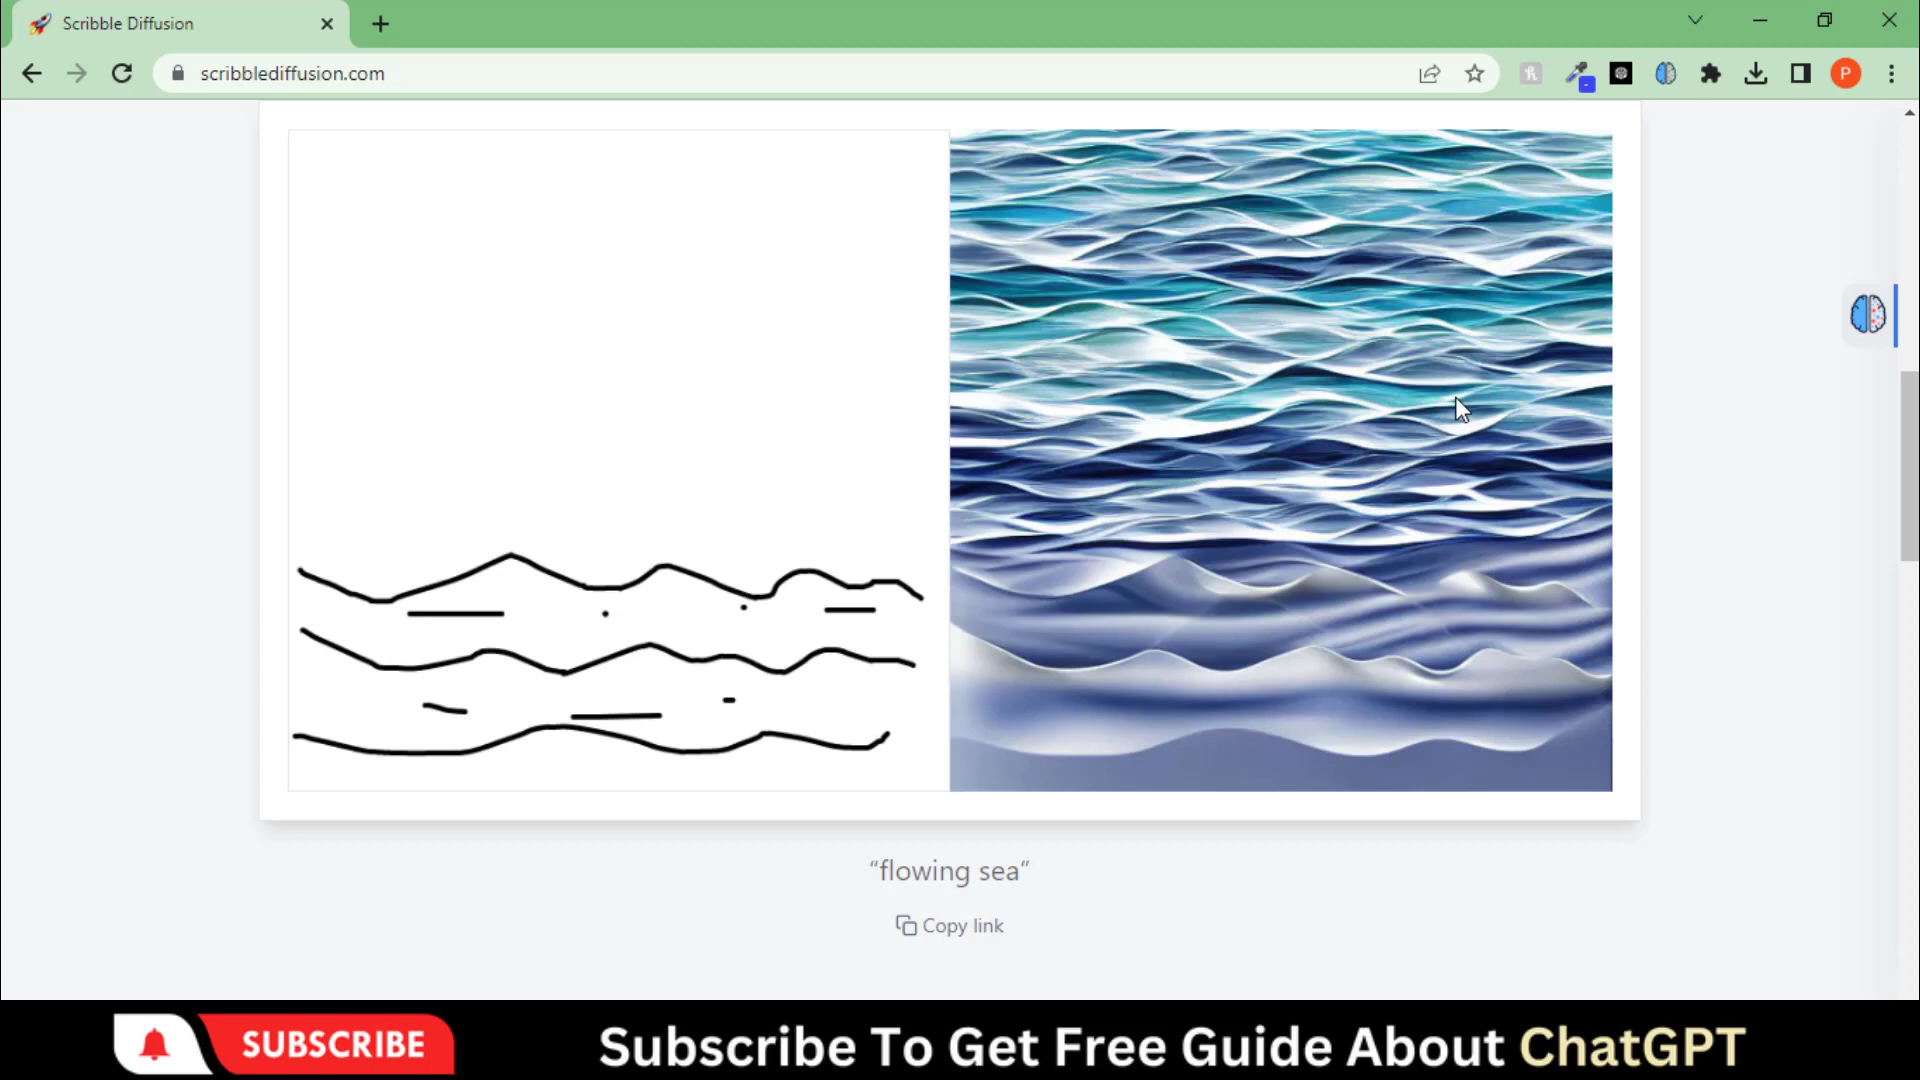 Scribble Diffusion
scribblediffusion.com
P
“flowing sea”
Copy link
SUBSCRIBE
Subscribe To Get Free Guide About ChatGPT